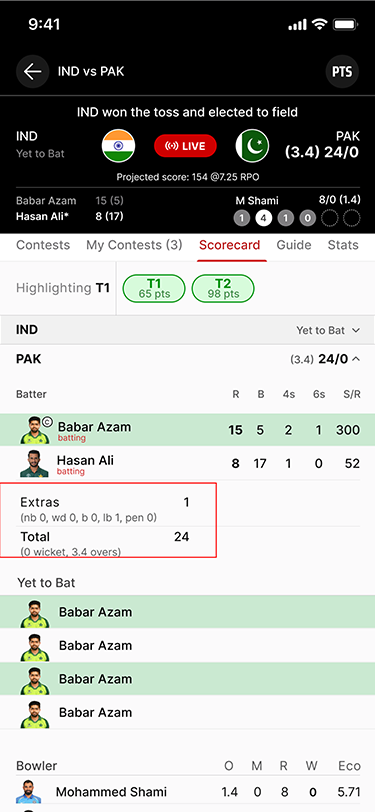 9:41
IND vs PAK
PTS
IND won the toss and elected to field
IND PAK
Yet to Bat LIVE (3.4) 24/0
Projected score: 154 @7.25 RPO
Babar Azam 15 (5) M Shami 8/0 (1.4)
Hasan Ali* 8 (17) 1 4 1 0
Contests My Contests (3) Scorecard Guide Stats
Highlighting T1
T1 T2
65 pts 98 pts
IND Yet to Bat
PAK (3.4) 24/0
Batter R B 4s 6s S/R
C
Babar Azam 15 5 2 1 300
batting
Hasan Ali 8 17 1 0 52
batting
Extras 1
(nb 0, wd 0, b 0, lb 1, pen 0)
Total 24
(0 wicket, 3.4 overs)
Yet to Bat
Babar Azam
Babar Azam
Babar Azam
Babar Azam
Bowler O M R W Eco
Mohammed Shami 1.4 0 8 0 5.71